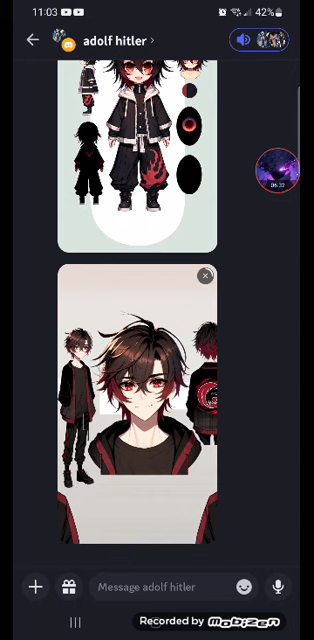 11:03
42%
adolf hitler
06:33
Message adolf hitler
Recorded by Mobizen